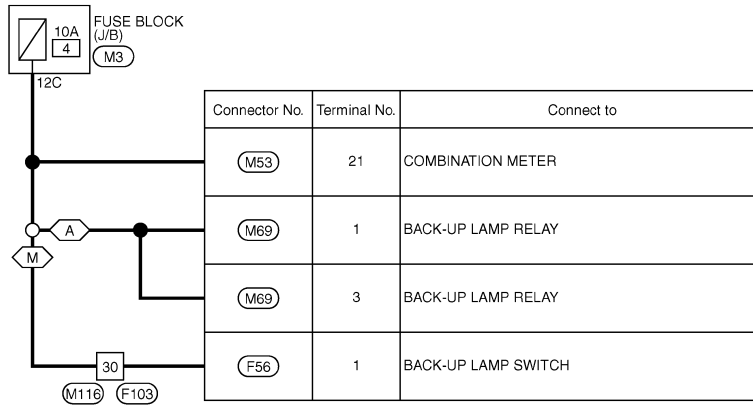 FUSE BLOCK
(J/B)
10A
4
M3
12C
Connector No. Terminal No. Connect to
M53 21 COMBINATION METER
A M69 1 BACK-UP LAMP RELAY
M
M69 3 BACK-UP LAMP RELAY
30 F56 1 BACK-UP LAMP SWITCH
M116 F103